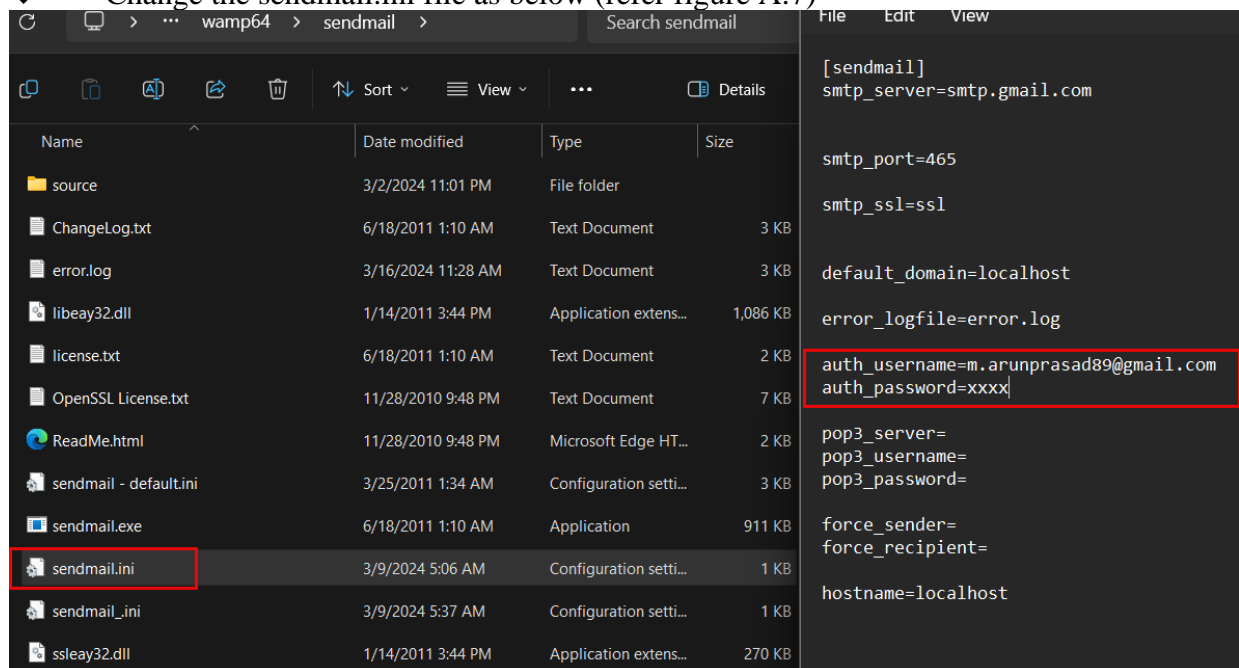 Change the sendmail.ini file as below (refer figure A.7)
> ... wamp64 > sendmail > Search sendmail
Sort View ... Details
Name Date modified Type Size
source 3/2/2024 11:01 PM File folder
ChangeLog.txt 6/18/2011 1:10 AM Text Document 3 KB
error.log 3/16/2024 11:28 AM Text Document 3 KB
libeay32.dll 1/14/2011 3:44 PM Application extens... 1,086 KB
license.txt 6/18/2011 1:10 AM Text Document 2 KB
OpenSSL License.txt 11/28/2010 9:48 PM Text Document 7 KB
ReadMe.html 11/28/2010 9:48 PM Microsoft Edge HT... 2 KB
sendmail - default.ini 3/25/2011 1:34 AM Configuration setti... 3 KB
sendmail.exe 6/18/2011 1:10 AM Application 911 KB
sendmail.ini 3/9/2024 5:06 AM Configuration setti... 1 KB
sendmail_.ini 3/9/2024 5:37 AM Configuration setti... 1 KB
ssleay32.dll 1/14/2011 3:44 PM Application extens... 270 KB
File Edit View
[sendmail]
smtp_server=smtp.gmail.com
smtp_port=465
smtp_ssl=ssl
default_domain=localhost
error_logfile=error.log
auth_username=m.arunprasad89@gmail.com
auth_password=xxxx
pop3_server=
pop3_username=
pop3_password=
force_sender=
force_recipient=
hostname=localhost